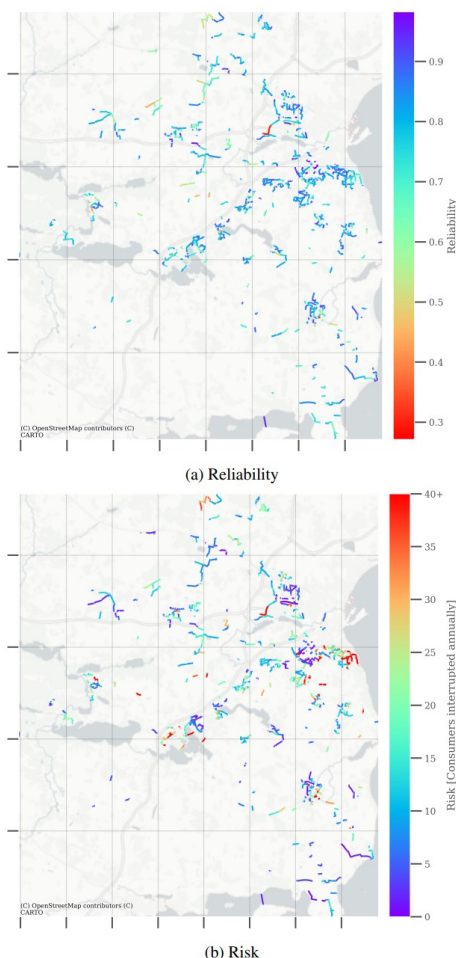 0.9
0.8
0.7
0.6
0.5
0.4
0.3
Reliability
(C) OpenStreetMap contributors (C)
CARTO
(a) Reliability
40+
35
30
25
20
15
10
5
0
Risk [Consumers interrupted annually]
(C) OpenStreetMap contributors (C)
CARTO
(b) Risk